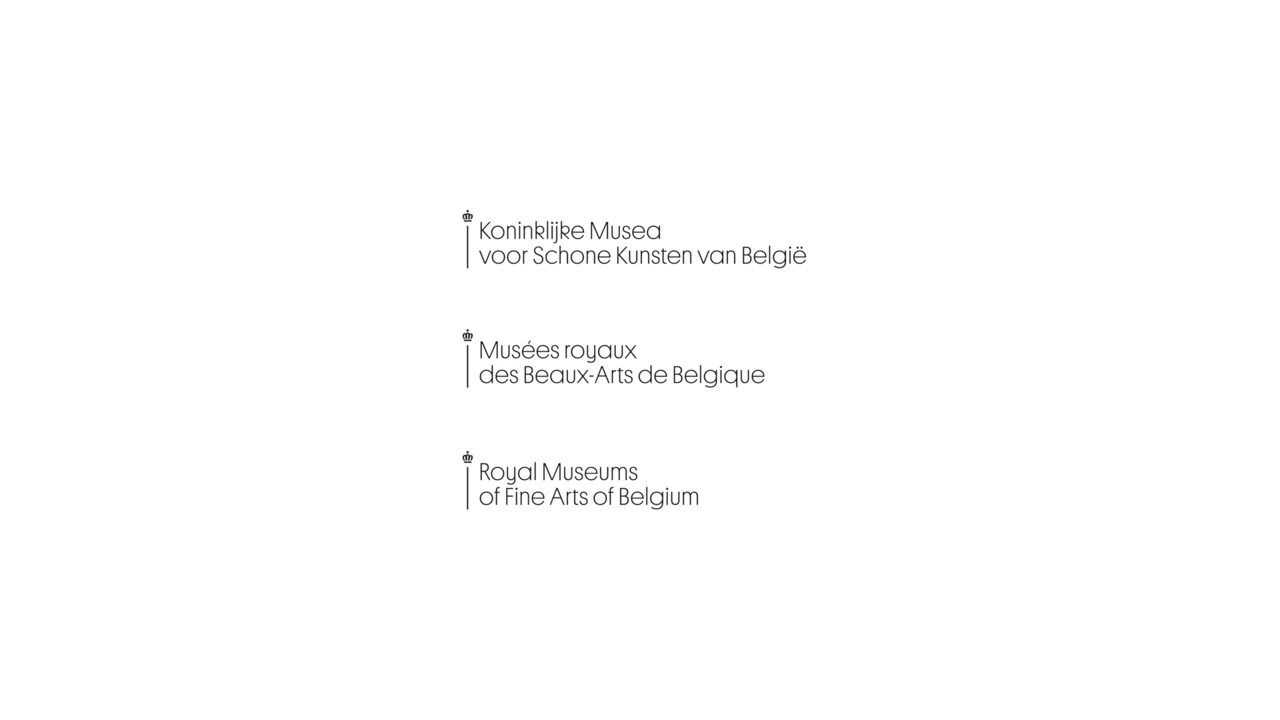 Koninklijke Musea
voor Schone Kunsten van België
Musées royaux
des Beaux-Arts de Belgique
Royal Museums
of Fine Arts of Belgium